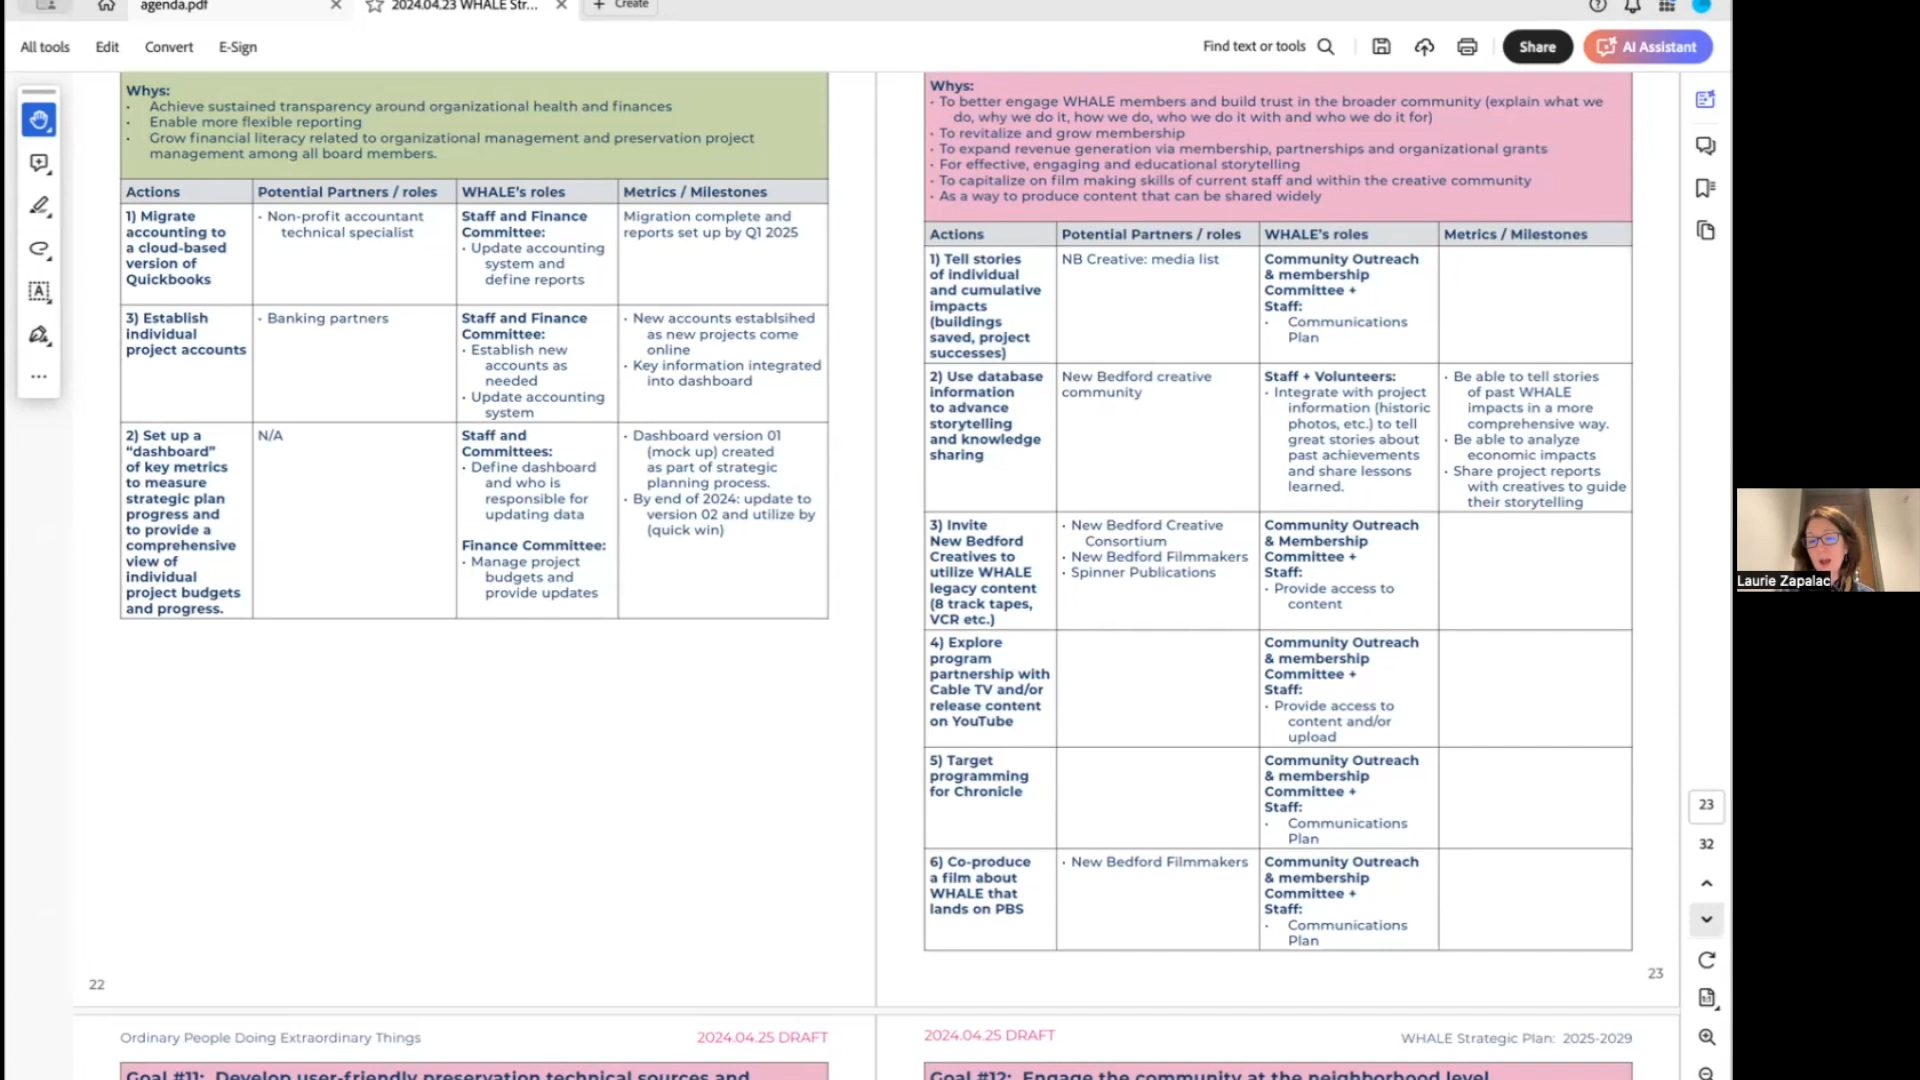 agenda.pdf
2024.04.23 WHALE Str...
+ Create
All tools
Edit
Convert
E-Sign
Find text or tools
Share
AI Assistant
Whys:
• Achieve sustained transparency around organizational health and finances
• Enable more flexible reporting
• Grow financial literacy related to organizational management and preservation project
management among all board members.
Actions
Potential Partners / roles
WHALE's roles
Metrics / Milestones
1) Migrate
accounting to
a cloud-based
version of
Quickbooks
• Non-profit accountant
technical specialist
Staff and Finance
Committee:
• Update accounting
system and
define reports
Migration complete and
reports set up by Q1 2025
3) Establish
individual
project accounts
• Banking partners
Staff and Finance
Committee:
• Establish new
accounts as
needed
• Update accounting
system
• New accounts establsihed
as new projects come
online
• Key information integrated
into dashboard
2) Set up a
“dashboard”
of key metrics
to measure
strategic plan
progress and
to provide a
comprehensive
view of
individual
project budgets
and progress.
N/A
Staff and
Committees:
• Define dashboard
and who is
responsible for
updating data
Finance Committee:
• Manage project
budgets and
provide updates
• Dashboard version 01
(mock up) created
as part of strategic
planning process.
• By end of 2024: update to
version 02 and utilize by
(quick win)
22
Whys:
• To better engage WHALE members and build trust in the broader community (explain what we
do, why we do it, how we do, who we do it with and who we do it for)
• To revitalize and grow membership
• To expand revenue generation via membership, partnerships and organizational grants
• For effective, engaging and educational storytelling
• To capitalize on film making skills of current staff and within the creative community
• As a way to produce content that can be shared widely
Actions
Potential Partners / roles
WHALE's roles
Metrics / Milestones
1) Tell stories
of individual
and cumulative
impacts
(buildings
saved, project
successes)
NB Creative: media list
Community Outreach
& membership
Committee +
Staff:
• Communications
Plan
2) Use database
information
to advance
storytelling
and knowledge
sharing
New Bedford creative
community
Staff + Volunteers:
• Integrate with project
information (historic
photos, etc.) to tell
great stories about
past achievements
and share lessons
learned.
• Be able to tell stories
of past WHALE
impacts in a more
comprehensive way.
• Be able to analyze
economic impacts
• Share project reports
with creatives to guide
their storytelling
3) Invite
New Bedford
Creatives to
utilize WHALE
legacy content
(8 track tapes,
VCR etc.)
• New Bedford Creative
Consortium
• New Bedford Filmmakers
• Spinner Publications
Community Outreach
& Membership
Committee +
Staff:
• Provide access to
content
4) Explore
program
partnership with
Cable TV and/or
release content
on YouTube
Community Outreach
& membership
Committee +
Staff:
• Provide access to
content and/or
upload
5) Target
programming
for Chronicle
Community Outreach
& membership
Committee +
Staff:
• Communications
Plan
6) Co-produce
a film about
WHALE that
lands on PBS
• New Bedford Filmmakers
Community Outreach
& membership
Committee +
Staff:
• Communications
Plan
23
Ordinary People Doing Extraordinary Things
2024.04.25 DRAFT
2024.04.25 DRAFT
WHALE Strategic Plan: 2025-2029
Goal #11: Develop user-friendly preservation technical sources and
Goal #12: Engage the community at the neighborhood level
23
32
Laurie Zapalac